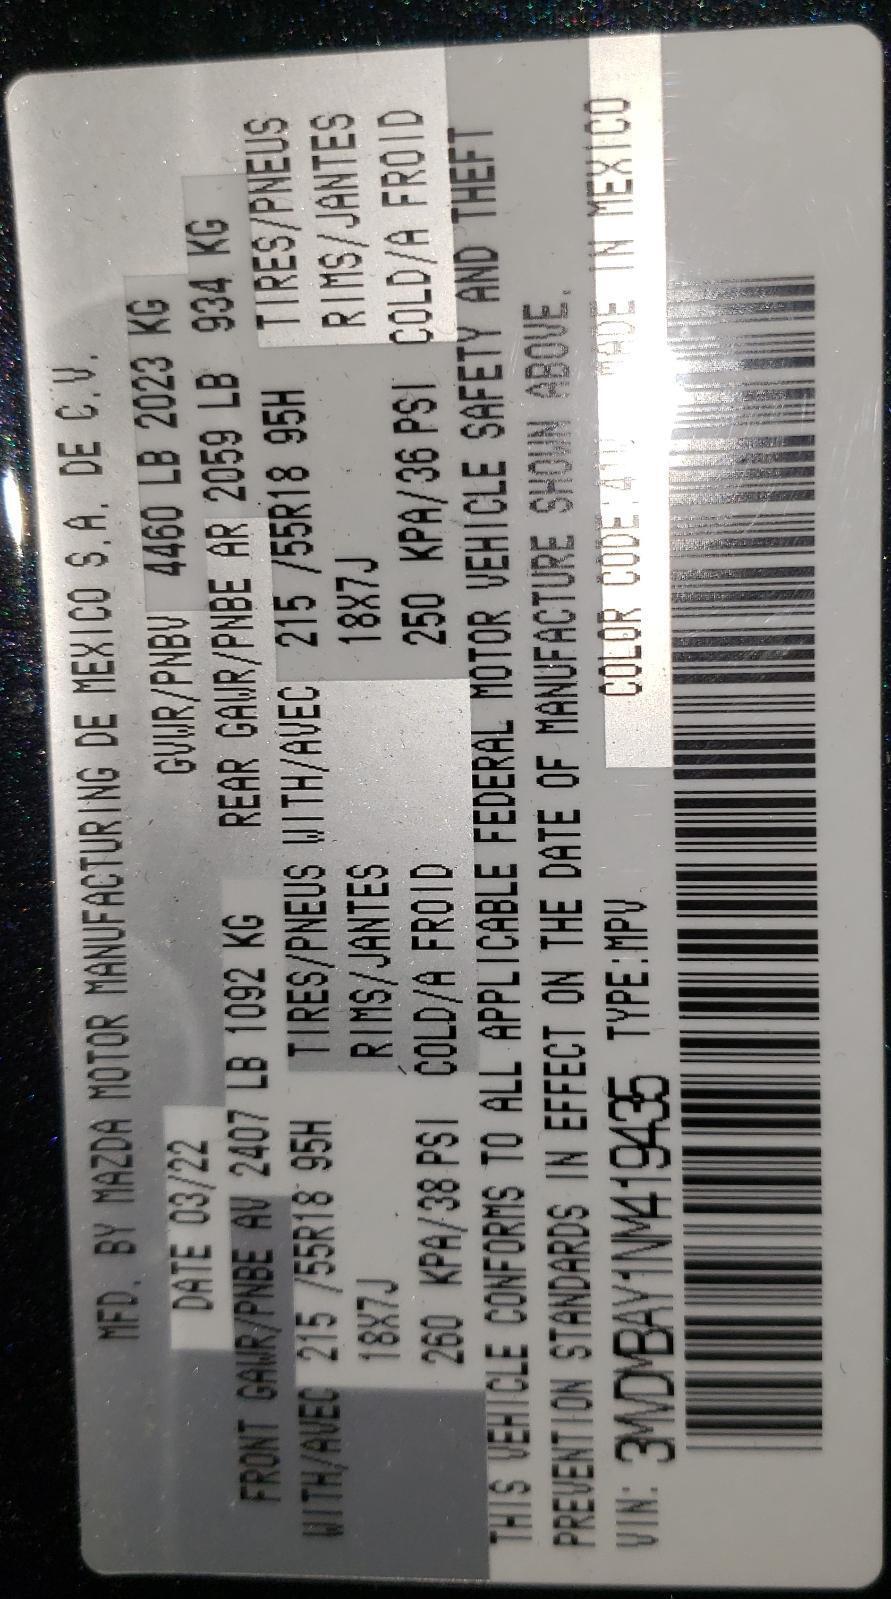 MFD. BY MAZDA MOTOR MANUFACTURING DE MEXICO S.A. DE C.V.
DATE 03/22 GVWR/PNBV 4460 LB 2023 KG
FRONT GAWR/PNBE AV 2407 LB 1092 KG REAR GAWR/PNBE AR 2059 LB 934 KG
WITH/AVEC 215 /55R18 95H TIRES/PNEUS WITH/AVEC 215 /55R18 95H TIRES/PNEUS
18X7J RIMS/JANTES 18X7J RIMS/JANTES
260 KPA/38 PSI COLD/A FROID 250 KPA/36 PSI COLD/A FROID
THIS VEHICLE CONFORMS TO ALL APPLICABLE FEDERAL MOTOR VEHICLE SAFETY AND THEFT
PREVENTION STANDARDS IN EFFECT ON THE DATE OF MANUFACTURE SHOWN ABOVE.
VIN: 3MVDMBAY1NM419435 TYPE:MPV COLOR CODE: MADE IN MEXICO